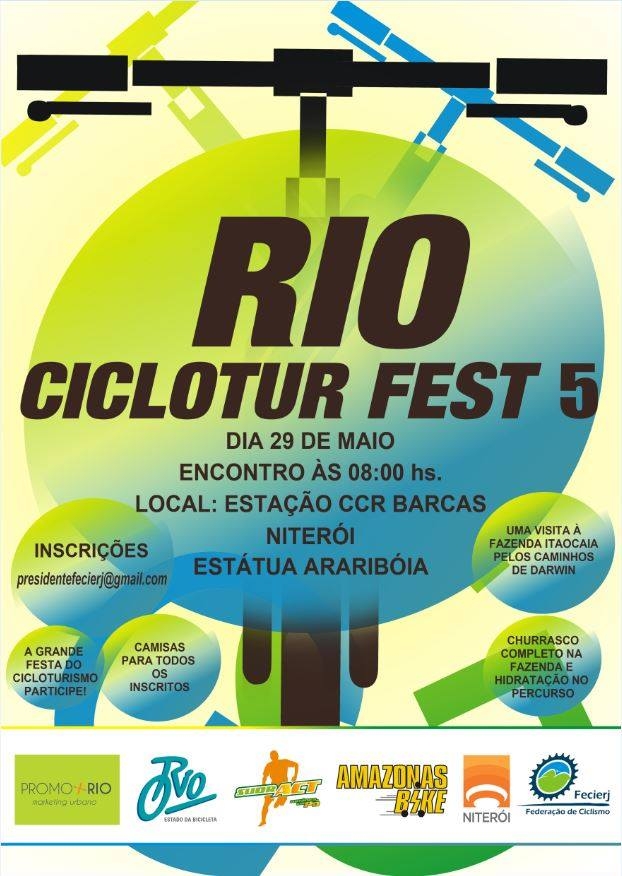 RIO
CICLOTUR FEST 5
DIA 29 DE MAIO
ENCONTRO ÀS 08:00 hs.
LOCAL: ESTAÇÃO CCR BARCAS
NITERÓI
ESTÁTUA ARARIBÓIA
INSCRIÇÕES
presidentefecierj@gmail.com
UMA VISITA À
FAZENDA ITAOCAIA
PELOS CAMINHOS
DE DARWIN
A GRANDE
FESTA DO
CICLOTURISMO
PARTICIPE!
CAMISAS
PARA TODOS
OS
INSCRITOS
CHURRASCO
COMPLETO NA
FAZENDA E
HIDRATAÇÃO NO
PERCURSO
PROMO+RIO
marketing urbano
RIO
ESTADO DA BICICLETA
SUORACT
AMAZONAS
BIKE
NITERÓI
Fecierj
Federação de Ciclismo